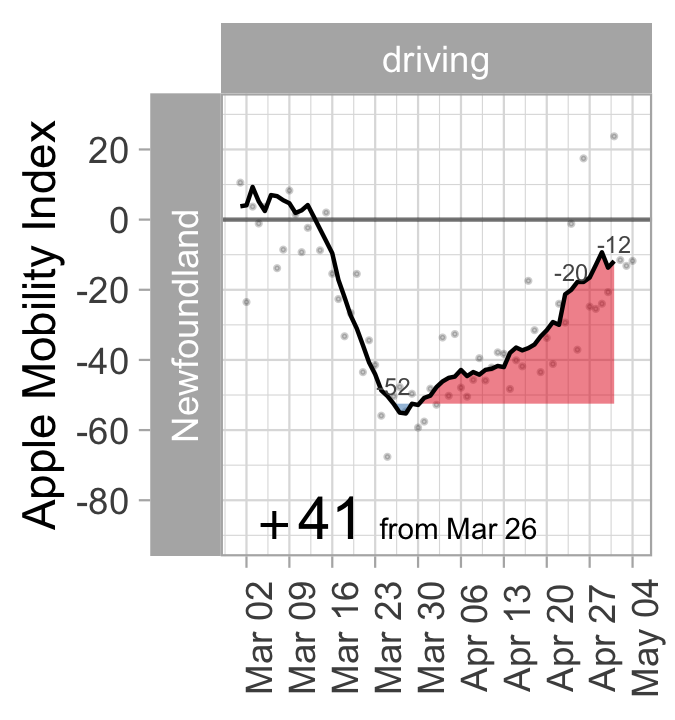 driving
Apple Mobility Index
Newfoundland
20
0
-20
-40
-60
-80
-52
-20
-12
+41 from Mar 26
Mar 02
Mar 09
Mar 16
Mar 23
Mar 30
Apr 06
Apr 13
Apr 20
Apr 27
May 04